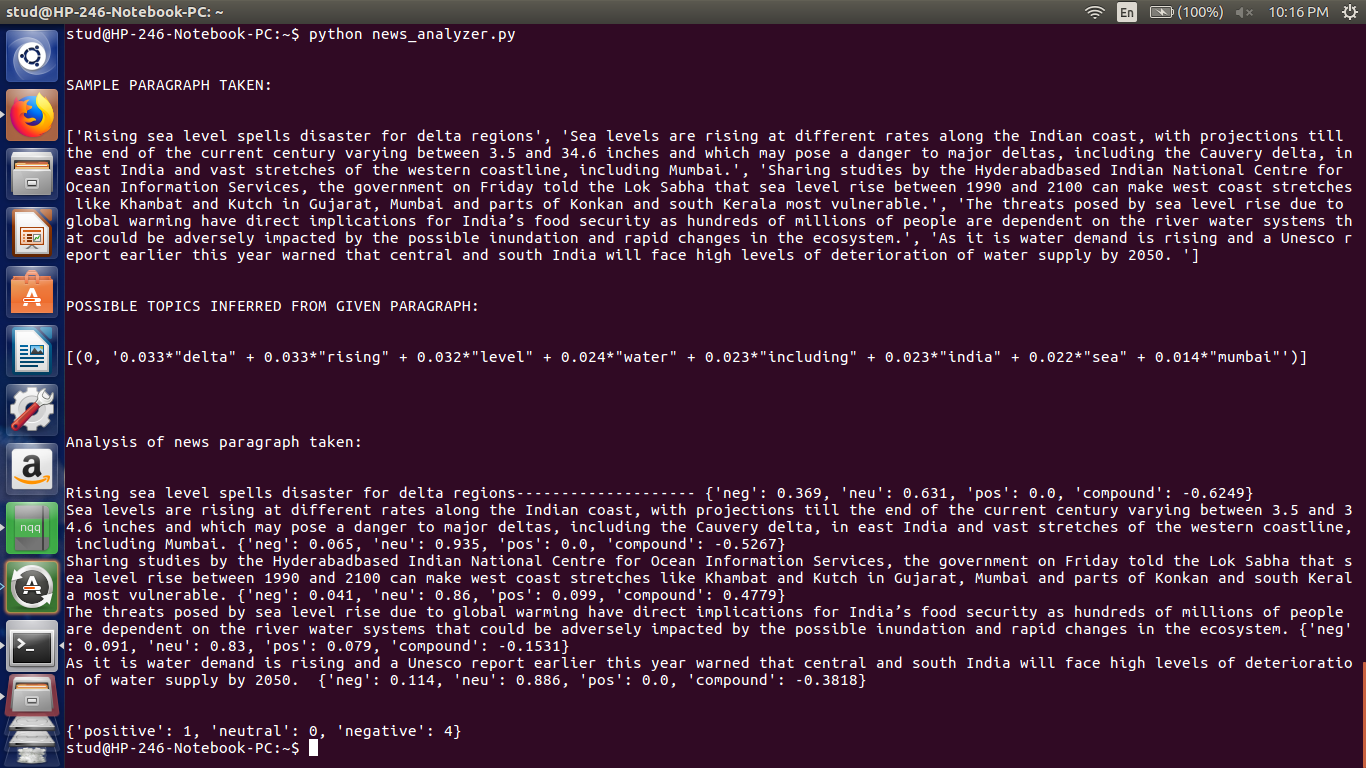 stud@HP-246-Notebook-PC: ~
En
(100%)
10:16 PM
stud@HP-246-Notebook-PC:~$ python news_analyzer.py
SAMPLE PARAGRAPH TAKEN:
['Rising sea level spells disaster for delta regions', 'Sea levels are rising at different rates along the Indian coast, with projections till
the end of the current century varying between 3.5 and 34.6 inches and which may pose a danger to major deltas, including the Cauvery delta, in
east India and vast stretches of the western coastline, including Mumbai.', 'Sharing studies by the Hyderabadbased Indian National Centre for
Ocean Information Services, the government on Friday told the Lok Sabha that sea level rise between 1990 and 2100 can make west coast stretches
like Khambat and Kutch in Gujarat, Mumbai and parts of Konkan and south Kerala most vulnerable.', 'The threats posed by sea level rise due to
global warming have direct implications for India’s food security as hundreds of millions of people are dependent on the river water systems th
at could be adversely impacted by the possible inundation and rapid changes in the ecosystem.', 'As it is water demand is rising and a Unesco r
eport earlier this year warned that central and south India will face high levels of deterioration of water supply by 2050. ']
POSSIBLE TOPICS INFERRED FROM GIVEN PARAGRAPH:
[(0, '0.033*"delta" + 0.033*"rising" + 0.032*"level" + 0.024*"water" + 0.023*"including" + 0.023*"india" + 0.022*"sea" + 0.014*"mumbai"')]
Analysis of news paragraph taken:
Rising sea level spells disaster for delta regions--------------------- {'neg': 0.369, 'neu': 0.631, 'pos': 0.0, 'compound': -0.6249}
Sea levels are rising at different rates along the Indian coast, with projections till the end of the current century varying between 3.5 and 3
4.6 inches and which may pose a danger to major deltas, including the Cauvery delta, in east India and vast stretches of the western coastline,
including Mumbai. {'neg': 0.065, 'neu': 0.935, 'pos': 0.0, 'compound': -0.5267}
Sharing studies by the Hyderabadbased Indian National Centre for Ocean Information Services, the government on Friday told the Lok Sabha that s
ea level rise between 1990 and 2100 can make west coast stretches like Khambat and Kutch in Gujarat, Mumbai and parts of Konkan and south Keral
a most vulnerable. {'neg': 0.041, 'neu': 0.86, 'pos': 0.099, 'compound': 0.4779}
The threats posed by sea level rise due to global warming have direct implications for India’s food security as hundreds of millions of people
are dependent on the river water systems that could be adversely impacted by the possible inundation and rapid changes in the ecosystem. {'neg'
: 0.091, 'neu': 0.83, 'pos': 0.079, 'compound': -0.1531}
As it is water demand is rising and a Unesco report earlier this year warned that central and south India will face high levels of deterioratio
n of water supply by 2050.  {'neg': 0.114, 'neu': 0.886, 'pos': 0.0, 'compound': -0.3818}
{'positive': 1, 'neutral': 0, 'negative': 4}
stud@HP-246-Notebook-PC:~$
a
nqq
A
>_